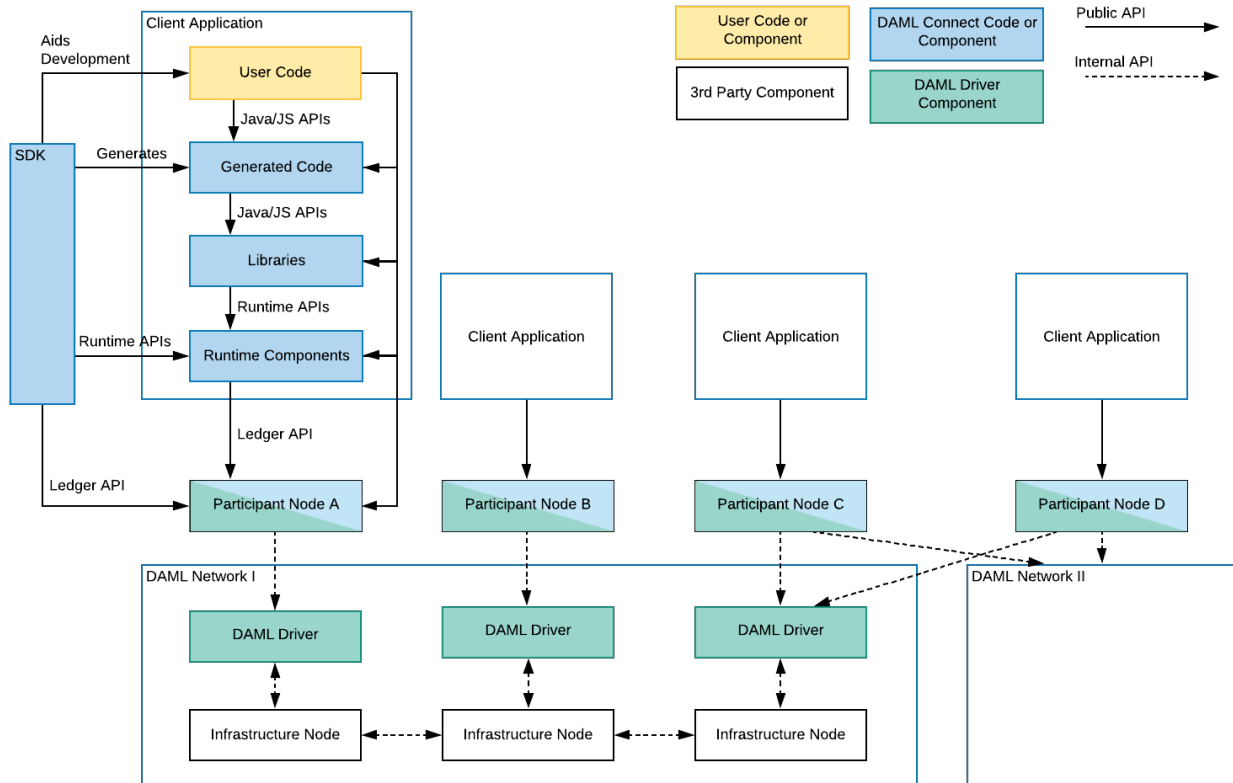 Client Application
Aids
Development
User Code
Java/JS APIs
SDK
Generates
Generated Code
Java/JS APIs
Libraries
Runtime APIs
Runtime APIs
Runtime Components
Ledger API
Ledger API
User Code or
Component
DAML Connect Code or
Component
Public API
Internal API
3rd Party Component
DAML Driver
Component
Client Application
Client Application
Client Application
Participant Node A
Participant Node B
Participant Node C
Participant Node D
DAML Network I
DAML Network II
DAML Driver
DAML Driver
DAML Driver
Infrastructure Node
Infrastructure Node
Infrastructure Node